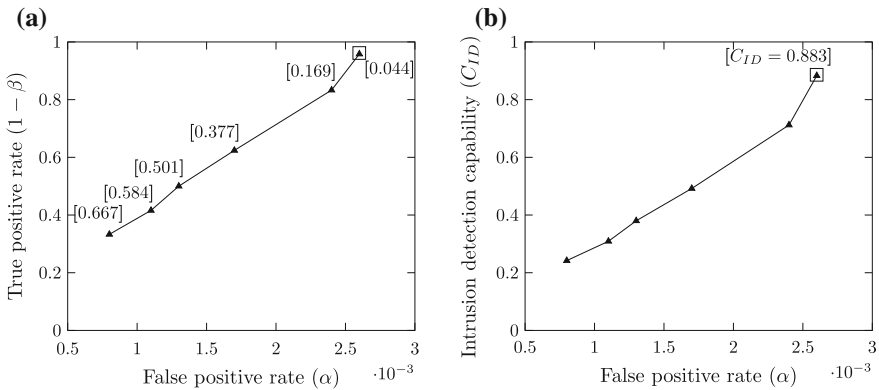 (a)
True positive rate (1 − β)
1
0.8
0.6
0.4
0.2
0
[0.667]
[0.584]
[0.501]
[0.377]
[0.169]
[0.044]
0.5 1 1.5 2 2.5 3
False positive rate (α) ·10⁻³
(b)
Intrusion detection capability (C_ID)
1
0.8
0.6
0.4
0.2
0
[C_ID = 0.883]
0.5 1 1.5 2 2.5 3
False positive rate (α) ·10⁻³